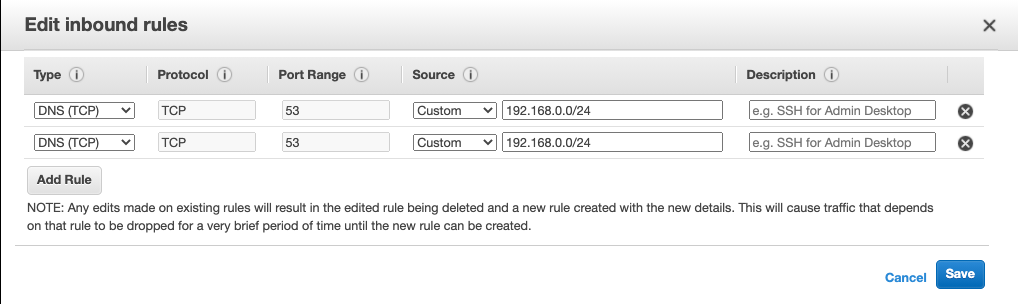 Edit inbound rules
Type Protocol Port Range Source Description
DNS (TCP) TCP 53 Custom 192.168.0.0/24 e.g. SSH for Admin Desktop
DNS (TCP) TCP 53 Custom 192.168.0.0/24 e.g. SSH for Admin Desktop
Add Rule
NOTE: Any edits made on existing rules will result in the edited rule being deleted and a new rule created with the new details. This will cause traffic that depends
on that rule to be dropped for a very brief period of time until the new rule can be created.
Cancel Save